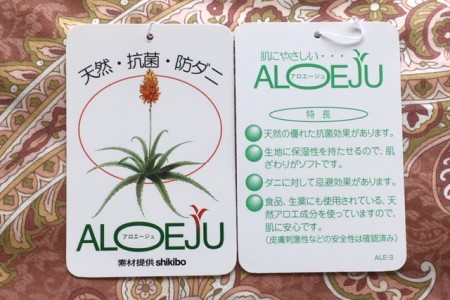 天然・抗菌・防ダニ
ALOEJU
アロエージュ
素材提供 shikibo
肌にやさしい・・・
ALOEJU
アロエージュ
特長
天然の優れた抗菌効果があります。
生地に保湿性を持たせるので、肌
ざわりがソフトです。
ダニに対して忌避効果があります。
食品、生薬にも使用されている、天
然アロエ成分を使っていますので、
肌に安心です。
(皮膚刺激性などの安全性は確認済み)
ALE-3